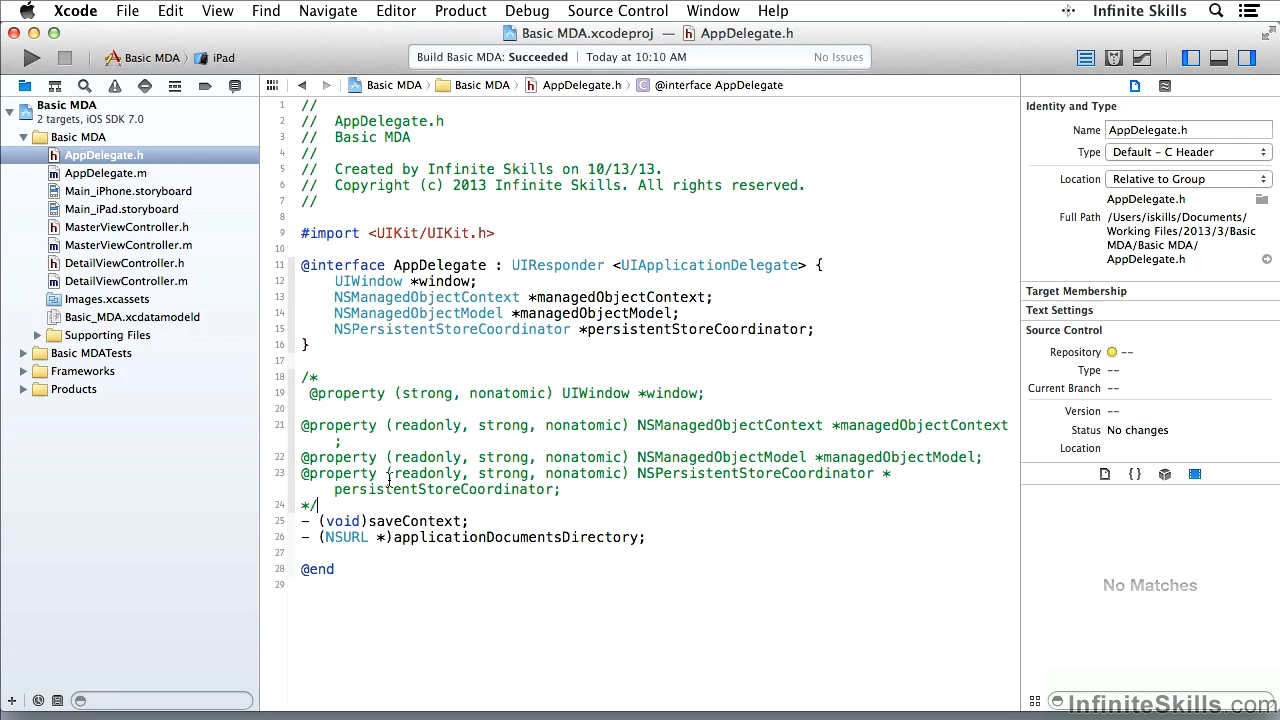 Xcode File Edit View Find Navigate Editor Product Debug Source Control Window Help Infinite Skills
Basic MDA.xcodeproj — AppDelegate.h
Basic MDA iPad Build Basic MDA: Succeeded Today at 10:10 AM No Issues
Basic MDA Basic MDA AppDelegate.h @interface AppDelegate
Basic MDA
2 targets, iOS SDK 7.0
Basic MDA
AppDelegate.h
AppDelegate.m
Main_iPhone.storyboard
Main_iPad.storyboard
MasterViewController.h
MasterViewController.m
DetailViewController.h
DetailViewController.m
Images.xcassets
Basic_MDA.xcdatamodeld
Supporting Files
Basic MDATests
Frameworks
Products
1 //
2 // AppDelegate.h
3 // Basic MDA
4 //
5 // Created by Infinite Skills on 10/13/13.
6 // Copyright (c) 2013 Infinite Skills. All rights reserved.
7 //
8
9 #import <UIKit/UIKit.h>
10
11 @interface AppDelegate : UIResponder <UIApplicationDelegate> {
12 UIWindow *window;
13 NSManagedObjectContext *managedObjectContext;
14 NSManagedObjectModel *managedObjectModel;
15 NSPersistentStoreCoordinator *persistentStoreCoordinator;
16 }
17
18 /*
19 @property (strong, nonatomic) UIWindow *window;
20
21 @property (readonly, strong, nonatomic) NSManagedObjectContext *managedObjectContext
;
22 @property (readonly, strong, nonatomic) NSManagedObjectModel *managedObjectModel;
23 @property (readonly, strong, nonatomic) NSPersistentStoreCoordinator *
persistentStoreCoordinator;
24 */
25 - (void)saveContext;
26 - (NSURL *)applicationDocumentsDirectory;
27
28 @end
29
Identity and Type
Name AppDelegate.h
Type Default - C Header
Location Relative to Group
AppDelegate.h
Full Path /Users/iskills/Documents/
Working Files/2013/3/Basic
MDA/Basic MDA/
AppDelegate.h
Target Membership
Text Settings
Source Control
Repository --
Type --
Current Branch --
Version --
Status No changes
Location
No Matches
InfiniteSkills.com